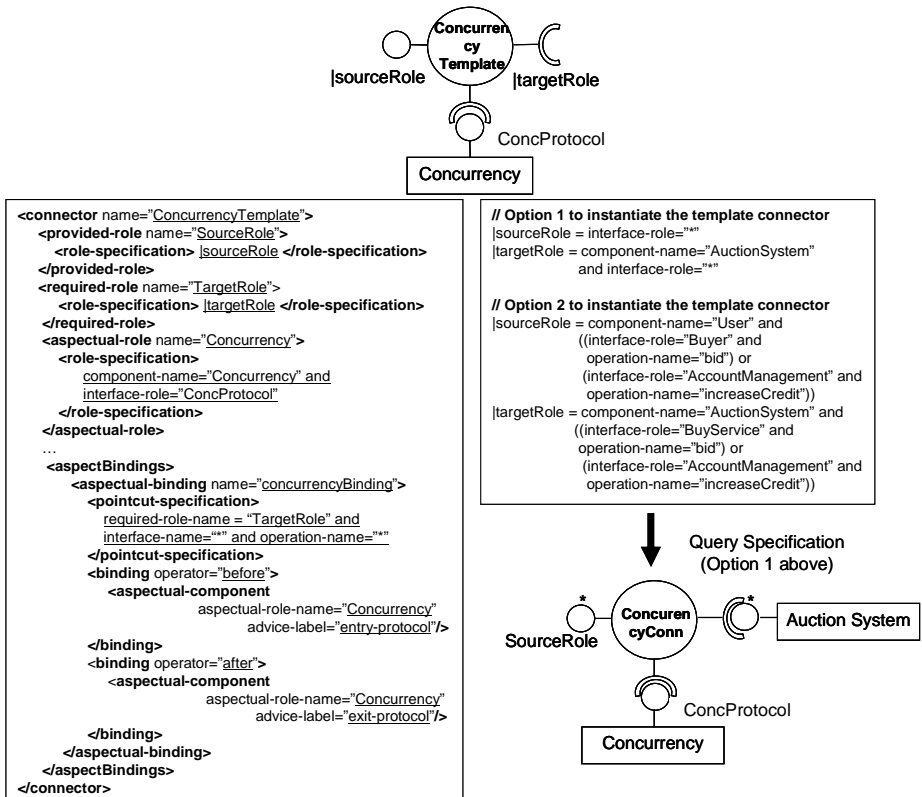 Concurren
cy
Template
|sourceRole
|targetRole
ConcProtocol
Concurrency
<connector name="ConcurrencyTemplate">
<provided-role name="SourceRole">
<role-specification> |sourceRole </role-specification>
</provided-role>
<required-role name="TargetRole">
<role-specification> |targetRole </role-specification>
</required-role>
<aspectual-role name="Concurrency">
<role-specification>
component-name="Concurrency" and
interface-role="ConcProtocol"
</role-specification>
</aspectual-role>
…
<aspectBindings>
<aspectual-binding name="concurrencyBinding">
<pointcut-specification>
required-role-name = "TargetRole" and
interface-name="*" and operation-name="*"
</pointcut-specification>
<binding operator="before">
<aspectual-component
aspectual-role-name="Concurrency"
advice-label="entry-protocol"/>
</binding>
<binding operator="after">
<aspectual-component
aspectual-role-name="Concurrency"
advice-label="exit-protocol"/>
</binding>
</aspectual-binding>
</aspectBindings>
</connector>
// Option 1 to instantiate the template connector
|sourceRole = interface-role="*"
|targetRole = component-name="AuctionSystem"
and interface-role="*"
// Option 2 to instantiate the template connector
|sourceRole = component-name="User" and
((interface-role="Buyer" and
operation-name="bid") or
(interface-role="AccountManagement" and
operation-name="increaseCredit"))
|targetRole = component-name="AuctionSystem" and
((interface-role="BuyService" and
operation-name="bid") or
(interface-role="AccountManagement" and
operation-name="increaseCredit"))
Query Specification
(Option 1 above)
*
SourceRole
Concuren
cyConn
*
Auction System
ConcProtocol
Concurrency